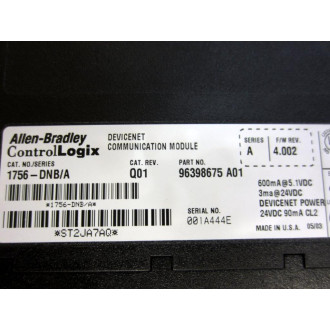 Allen-Bradley
ControlLogix
DEVICENET
COMMUNICATION MODULE
SERIES
A
F/W REV.
4.002
CAT. NO./SERIES
1756-DNB/A
CAT. REV.
Q01
PART NO.
96398675 A01
600mA@5.1VDC
3ma@24VDC
DEVICENET POWER
24VDC 90mA CL2
*1756-DNB/A*
SERIAL NO.
001A444E
MADE IN U.S.A. 05/03
*ST2JA7AQ*